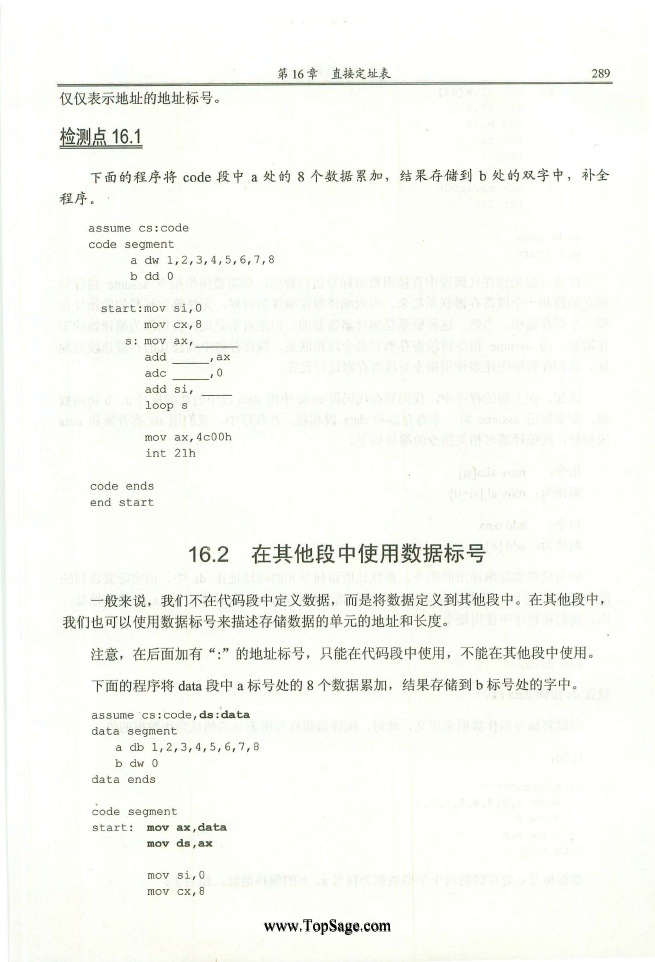 第 16 章 直接定址表 289
仅仅表示地址的地址标号。
检测点 16.1
下面的程序将 code 段中 a 处的 8 个数据累加，结果存储到 b 处的双字中，补全
程序。
assume cs:code
code segment
a dw 1,2,3,4,5,6,7,8
b dd 0
start:mov si,0
mov cx,8
s: mov ax,_____
add _____,ax
adc _____,0
add si,__
loop s
mov ax,4c00h
int 21h
code ends
end start
16.2 在其他段中使用数据标号
一般来说，我们不在代码段中定义数据，而是将数据定义到其他段中。在其他段中，
我们也可以使用数据标号来描述存储数据的单元的地址和长度。
注意，在后面加有“:”的地址标号，只能在代码段中使用，不能在其他段中使用。
下面的程序将 data 段中 a 标号处的 8 个数据累加，结果存储到 b 标号处的字中。
assume cs:code,ds:data
data segment
a db 1,2,3,4,5,6,7,8
b dw 0
data ends
code segment
start: mov ax,data
mov ds,ax
mov si,0
mov cx,8
www.TopSage.com